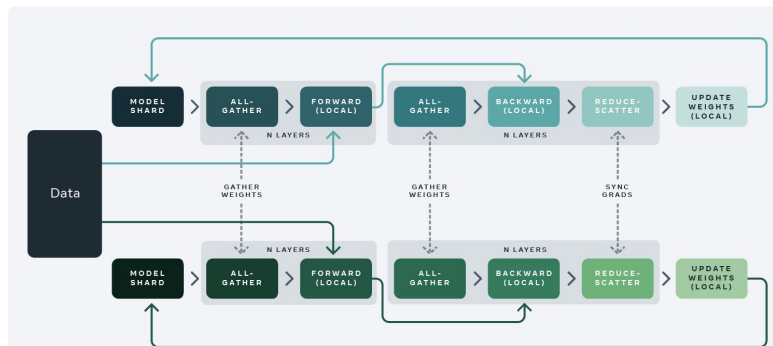 MODEL
SHARD
ALL-
GATHER
FORWARD
(LOCAL)
N LAYERS
ALL-
GATHER
BACKWARD
(LOCAL)
REDUCE-
SCATTER
N LAYERS
UPDATE
WEIGHTS
(LOCAL)
Data
GATHER
WEIGHTS
GATHER
WEIGHTS
SYNC
GRADS
MODEL
SHARD
N LAYERS
ALL-
GATHER
FORWARD
(LOCAL)
N LAYERS
ALL-
GATHER
BACKWARD
(LOCAL)
REDUCE-
SCATTER
UPDATE
WEIGHTS
(LOCAL)